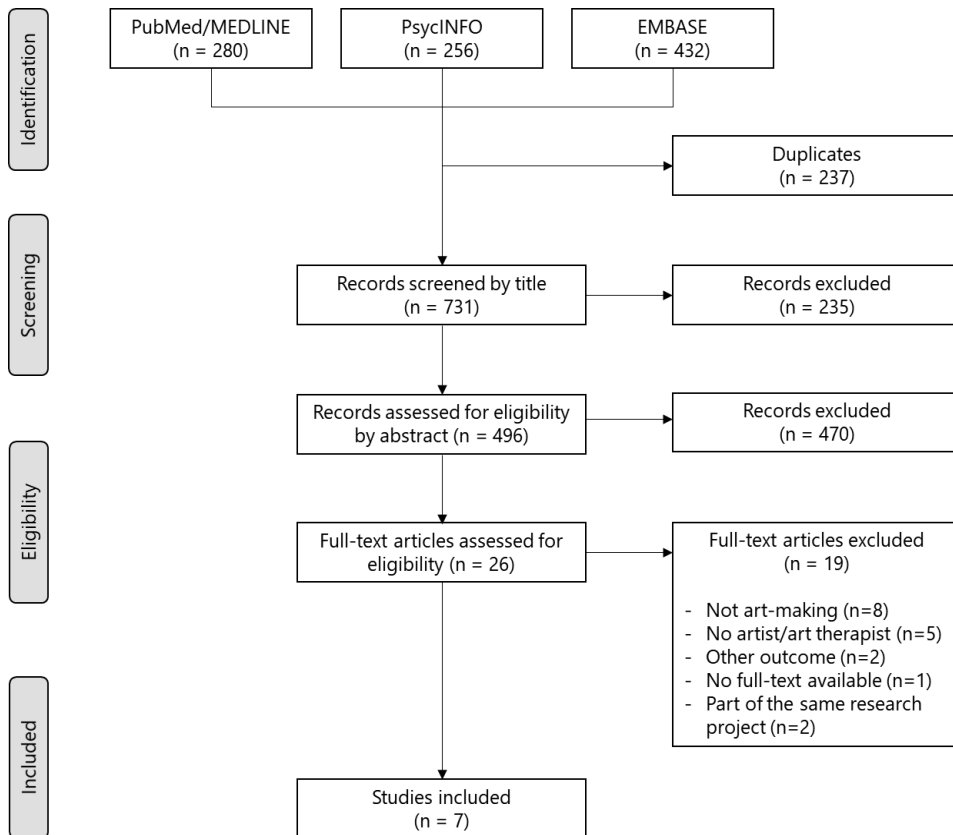 Identification
PubMed/MEDLINE
(n = 280)
PsycINFO
(n = 256)
EMBASE
(n = 432)
Duplicates
(n = 237)
Screening
Records screened by title
(n = 731)
Records excluded
(n = 235)
Records assessed for eligibility
by abstract (n = 496)
Records excluded
(n = 470)
Eligibility
Full-text articles assessed for
eligibility (n = 26)
Full-text articles excluded
(n = 19)
- Not art-making (n=8)
- No artist/art therapist (n=5)
- Other outcome (n=2)
- No full-text available (n=1)
- Part of the same research
project (n=2)
Included
Studies included
(n = 7)